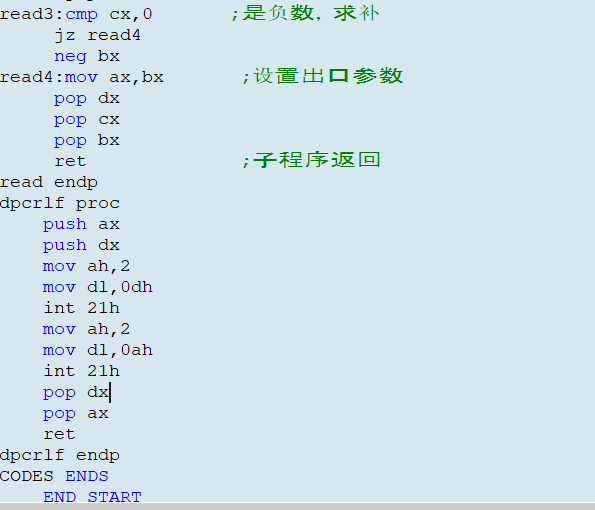 read3:cmp cx,0 ;是负数，求补
jz read4
neg bx
read4:mov ax,bx ;设置出口参数
pop dx
pop cx
pop bx
ret ;子程序返回
read endp
dpcrlf proc
push ax
push dx
mov ah,2
mov dl,0dh
int 21h
mov ah,2
mov dl,0ah
int 21h
pop dx
pop ax
ret
dpcrlf endp
CODES ENDS
END START